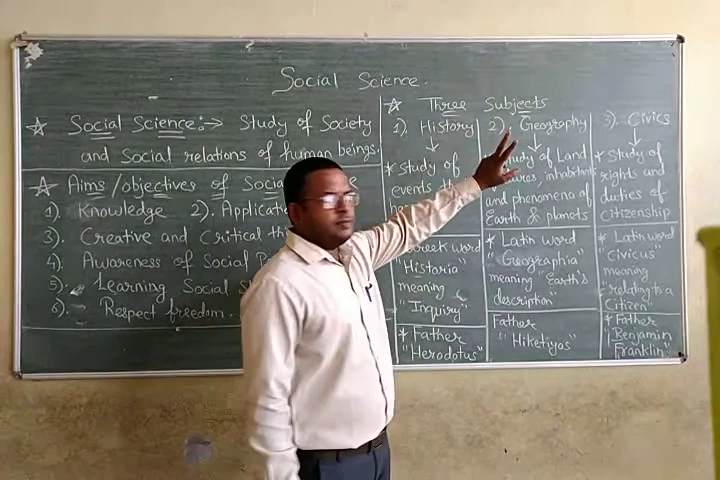 Social Science.
☆ Social Science:→ Study of Society
and Social relations of human beings.
☆ Aims/objectives of
1). Knowledge 2).
3). Creative and Critical
4). Awareness of Social
5). Learning Social
6). Respect freedom.
☆ Three Subjects
1). History
↓
* Study of
events
word
"Historia"
meaning
"Inquiry"
* Father
"Herodotus"
2). Geography
↓
Study of Land
inhabitants
and phenomena of
Earth & planets
* Latin word
"Geographia"
meaning "Earth's
description"
Father
"Hiketiyas"
3). Civics
↓
* Study of
rights and
duties of
citizenship
* Latin word
"Civicus"
meaning
"relating to a
Citizen"
* Father
"Benjamin
Franklin"